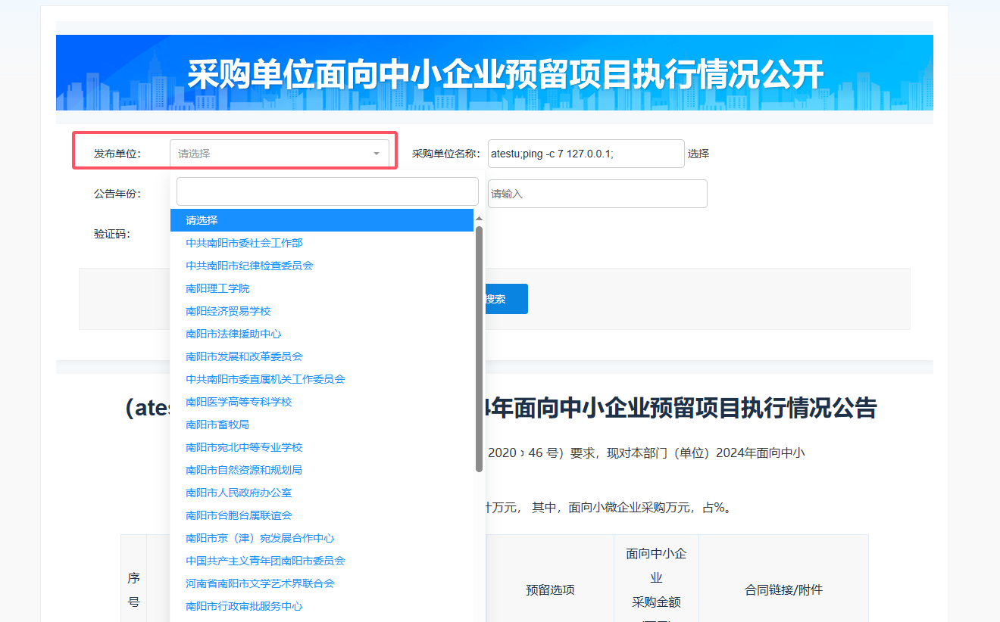 采购单位面向中小企业预留项目执行情况公开
发布单位： 请选择 采购单位名称： atestu;ping -c 7 127.0.0.1; 选择
公告年份： 请输入
请选择
验证码：
中共南阳市委社会工作部
中共南阳市纪律检查委员会
南阳理工学院
搜索
南阳经济贸易学校
南阳市法律援助中心
南阳市发展和改革委员会
中共南阳市委直属机关工作委员会
南阳医学高等专科学校
（ates 4年面向中小企业预留项目执行情况公告
南阳市畜牧局
南阳市宛北中等专业学校
2020﹥46 号）要求，现对本部门（单位）2024年面向中小
南阳市自然资源和规划局
南阳市人民政府办公室
计万元， 其中，面向小微企业采购万元，占%。
南阳市台胞台属联谊会
南阳市京（津）宛发展合作中心
中国共产主义青年团南阳市委员会
河南省南阳市文学艺术界联合会
南阳市行政审批服务中心
序
号
预留选项
面向中小企
业
采购金额
合同链接/附件